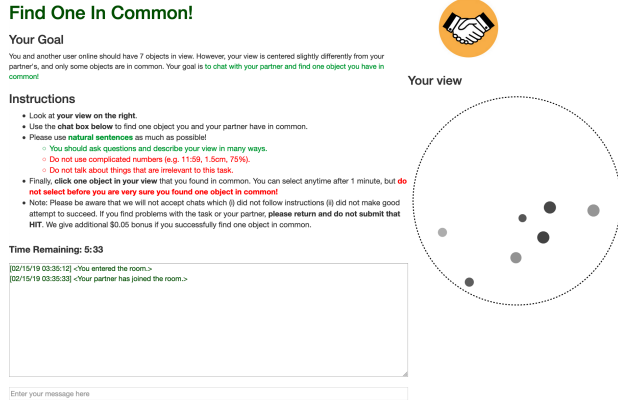 Find One In Common!
Your Goal
You and another user online should have 7 objects in view. However, your view is centered slightly differently from your
partner's, and only some objects are in common. Your goal is to chat with your partner and find one object you have in
common!
Instructions
Look at your view on the right.
Use the chat box below to find one object you and your partner have in common.
Please use natural sentences as much as possible!
You should ask questions and describe your view in many ways.
Do not use complicated numbers (e.g. 11:59, 1.5cm, 75%).
Do not talk about things that are irrelevant to this task.
Finally, click one object in your view that you found in common. You can select anytime after 1 minute, but do
not select before you are very sure you found one object in common!
Note: Please be aware that we will not accept chats which (i) did not follow instructions (ii) did not make good
attempt to succeed. If you find problems with the task or your partner, please return and do not submit that
HIT. We give additional $0.05 bonus if you successfully find one object in common.
Time Remaining: 5:33
[02/15/19 03:35:12] <You entered the room.>
[02/15/19 03:35:33] <Your partner has joined the room.>
Enter your message here
Your view